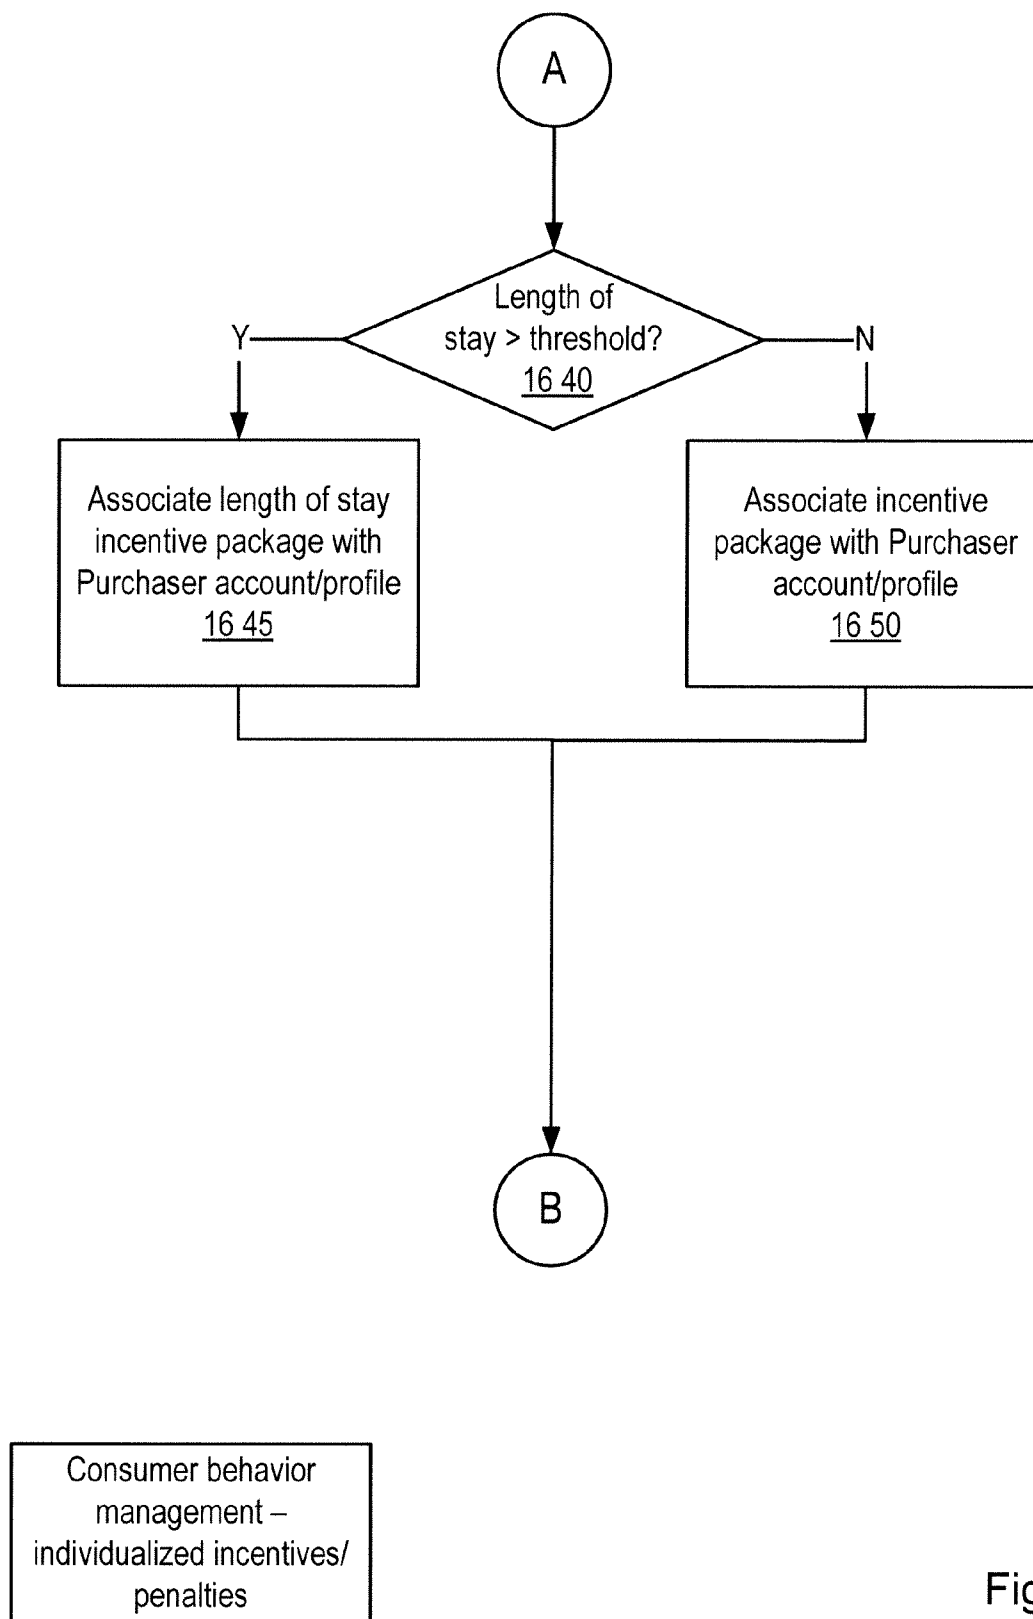 A
Length of
stay > threshold?
16 40
Y
N
Associate length of stay
incentive package with
Purchaser account/profile
16 45
Associate incentive
package with Purchaser
account/profile
16 50
B
Consumer behavior
management –
individualized incentives/
penalties
Fig